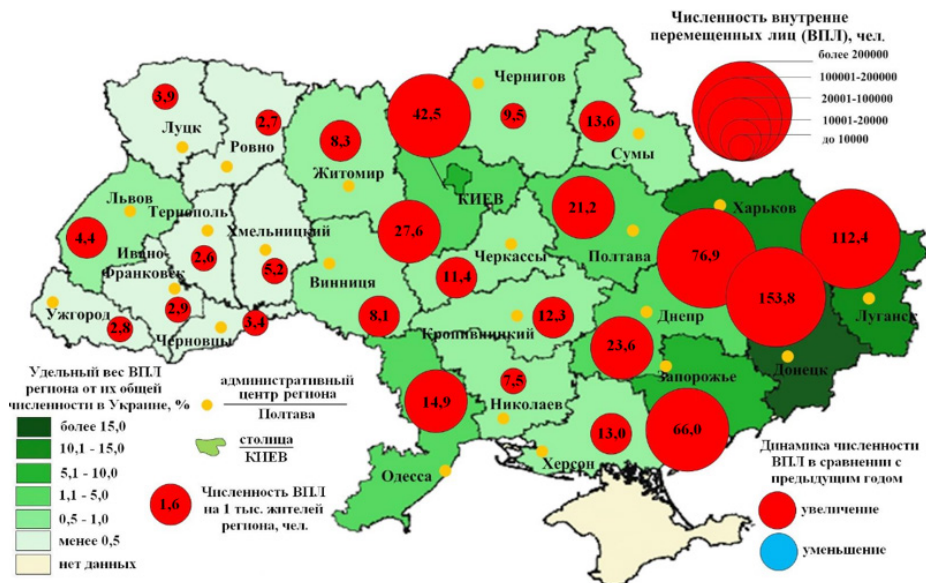 Численность внутренне
перемещенных лиц (ВПЛ), чел.
более 200000
100001-200000
20001-100000
10001-20000
до 10000
3,9
Луцк
2,7
Ровно
8,3
Житомир
42,5
Чернигов
9,5
13,6
Сумы
КИЕВ
Львов
4,4
Тернополь
2,6
Хмельницкий
5,2
Ивано-
Франковск
2,9
27,6
Винница
8,1
Черкассы
11,4
21,2
Полтава
Харьков
76,9
112,4
Луганск
153,8
Донецк
Ужгород
2,8
Черновцы
3,4
Кропивницкий
12,3
Днепр
23,6
Запорожье
66,0
14,9
Одесса
7,5
Николаев
13,0
Херсон
Удельный вес ВПЛ
региона от их общей
численности в Украине, %
более 15,0
10,1 - 15,0
5,1 - 10,0
1,1 - 5,0
0,5 - 1,0
менее 0,5
нет данных
административный
центр региона
Полтава
столица
КИЕВ
1,6
Численность ВПЛ
на 1 тыс. жителей
региона, чел.
Динамика численности
ВПЛ в сравнении с
предыдущим годом
увеличение
уменьшение